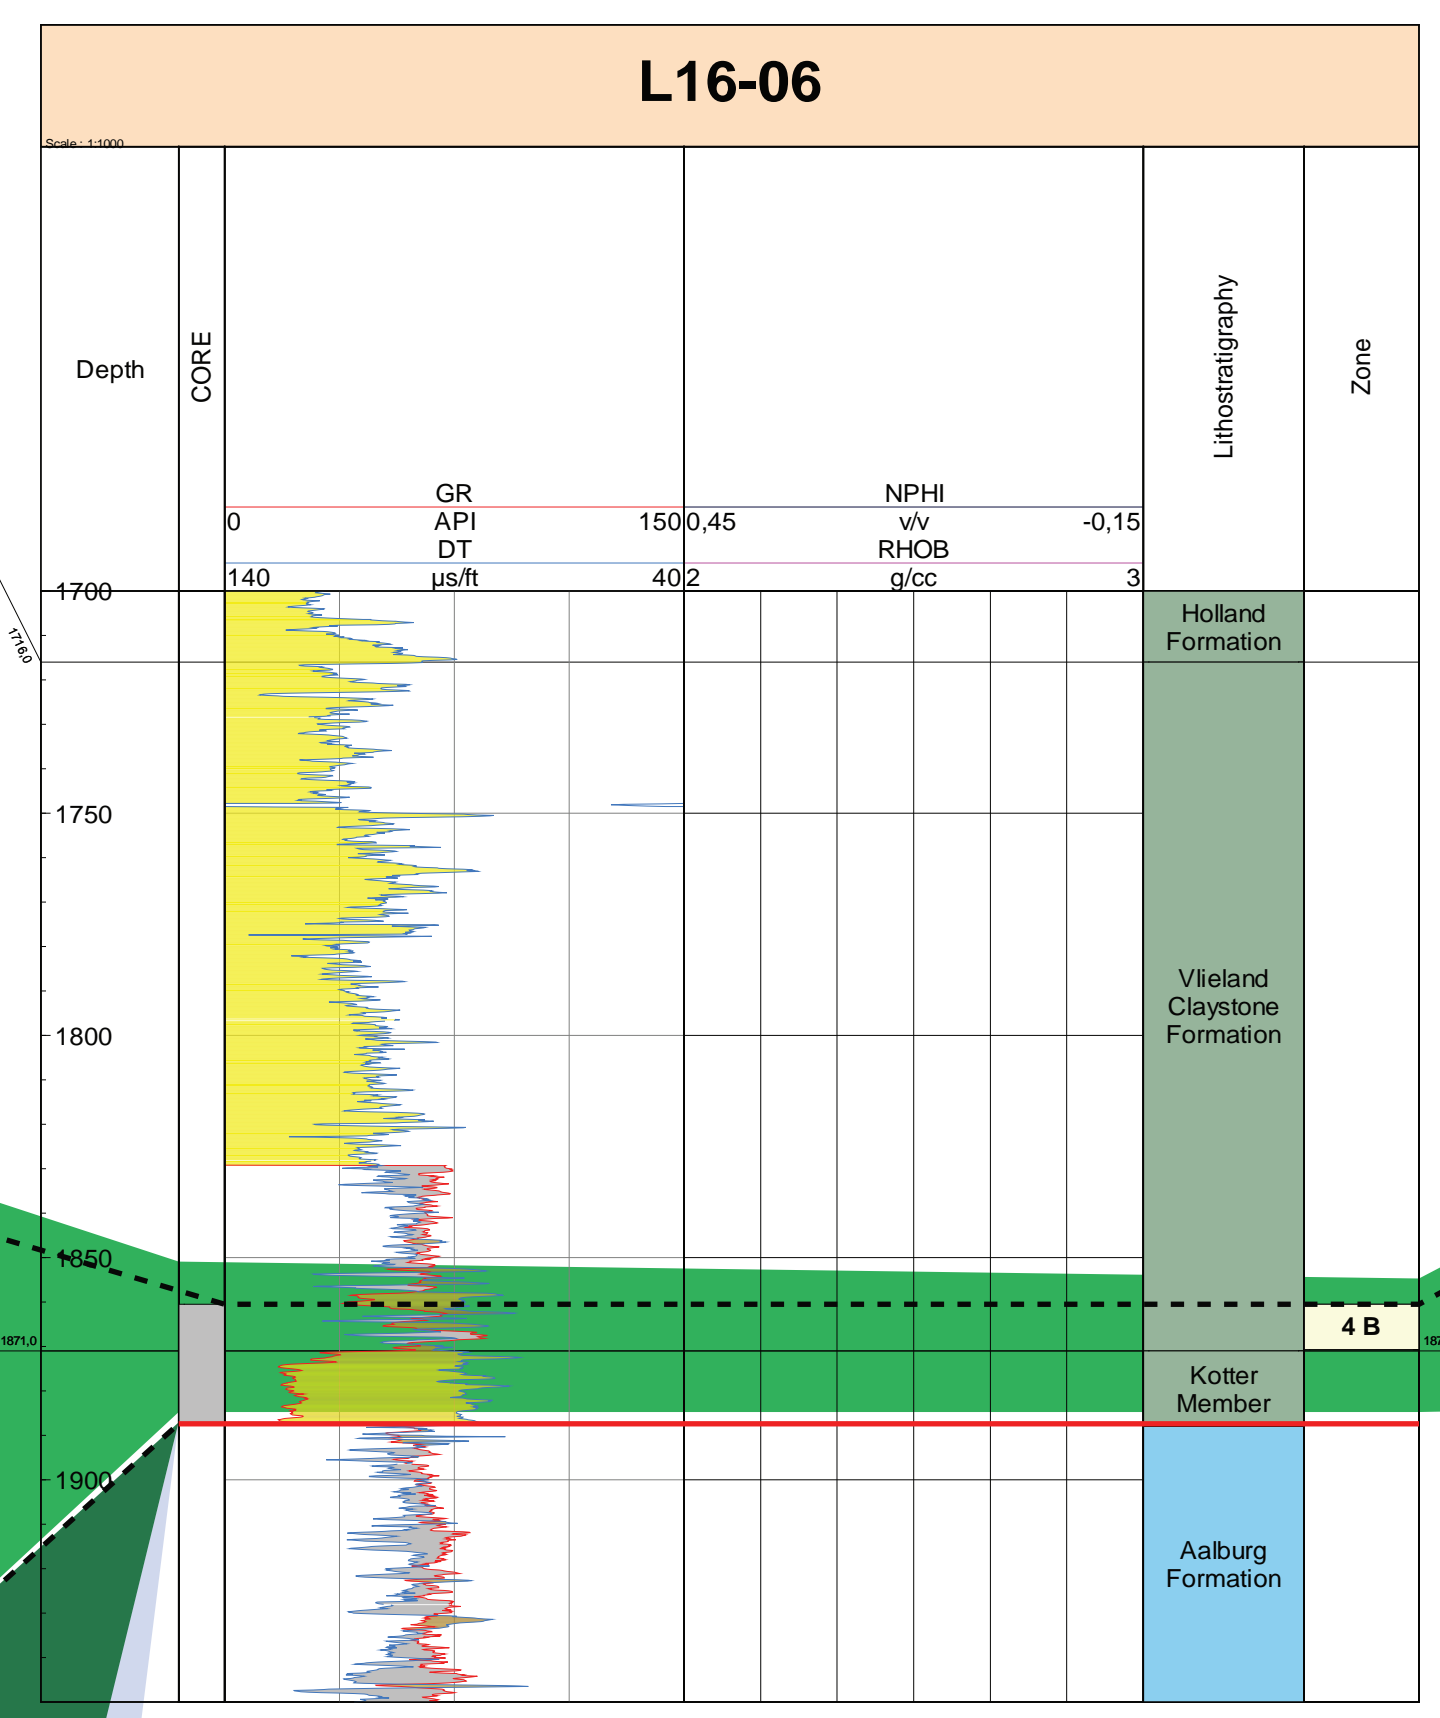 L16-06
Scale : 1:1000
Depth
CORE
GR
0 API 150
DT
140 µs/ft 40
NPHI
0,45 v/v -0,15
RHOB
2 g/cc 3
Lithostratigraphy
Zone
1700
Holland
Formation
1716,0
1750
Vlieland
Claystone
Formation
1800
1850
4 B
1871,0
Kotter
Member
1900
Aalburg
Formation